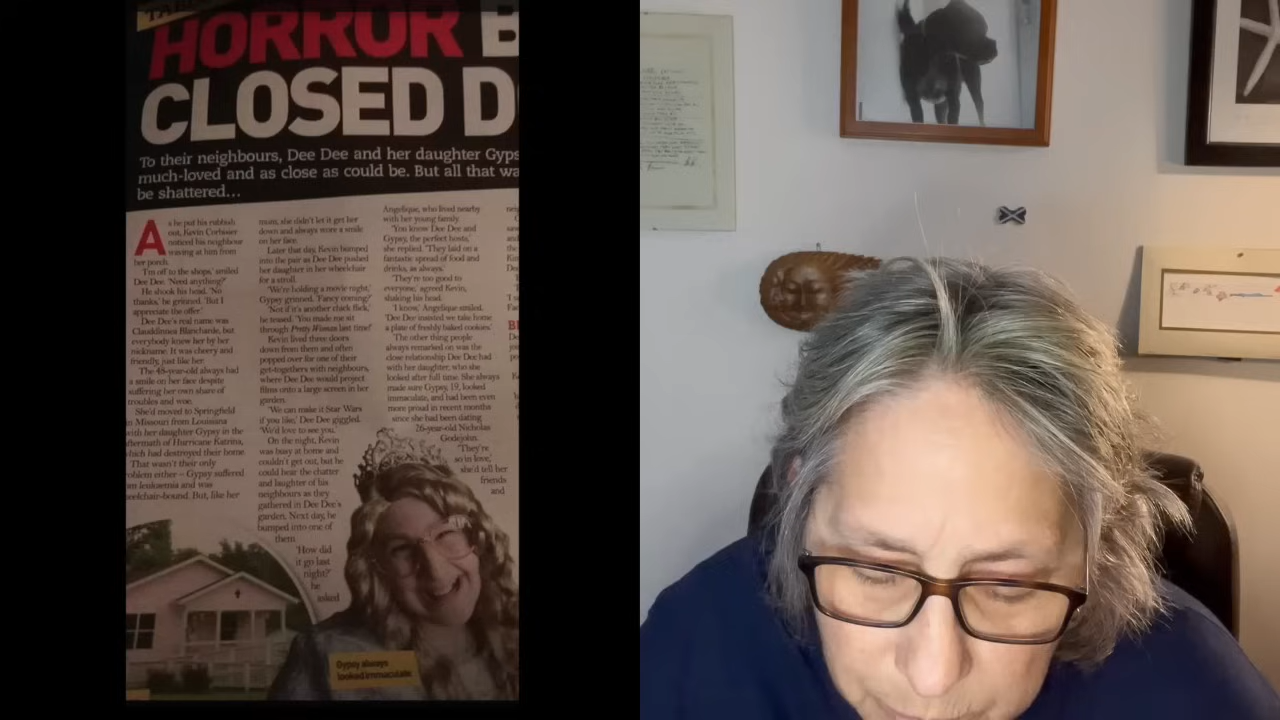 HORROR B
CLOSED D
To their neighbours, Dee Dee and her daughter Gyps
much-loved and as close as could be. But all that wa
be shattered...
As he put his rubbish
out, Kevin Corbisier
noticed his neighbour
waving at him from
her porch.
'I'm off to the shops,' smiled
Dee Dee. 'Need anything?'
He shook his head. 'No
thanks,' he grinned. 'But I
appreciate the offer.'
Dee Dee's real name was
Claudinnea Blancharde, but
everybody knew her by her
nickname. It was cheery and
friendly, just like her.
The 48-year-old always had
a smile on her face despite
suffering her own share of
troubles and woe.
She'd moved to Springfield
in Missouri from Louisiana
with her daughter Gypsy in the
aftermath of Hurricane Katrina,
which had destroyed their home.
That wasn't their only
oblem either – Gypsy suffered
m leukaemia and was
eelchair-bound. But, like her
mum, she didn't let it get her
down and always wore a smile
on her face.
Later that day, Kevin bumped
into the pair as Dee Dee pushed
her daughter in her wheelchair
for a stroll.
'We're holding a movie night,'
Gypsy grinned. 'Fancy coming?'
'Not if it's another chick flick,'
he teased. 'You made me sit
through Pretty Woman last time!'
Kevin lived three doors
down from them and often
popped over for one of their
get-togethers with neighbours,
where Dee Dee would project
films onto a large screen in her
garden.
'We can make it Star Wars
if you like,' Dee Dee giggled.
'We'd love to see you.'
On the night, Kevin
was busy at home and
couldn't get out, but he
could hear the chatter
and laughter of his
neighbours as they
gathered in Dee Dee's
garden. Next day, he
bumped into one of
them.
'How did
it go last
night?'
he
asked
Angelique, who lived nearby
with her young family.
'You know Dee Dee and
Gypsy, the perfect hosts,'
she replied. 'They laid on a
fantastic spread of food and
drinks, as always.'
'They're too good to
everyone,' agreed Kevin,
shaking his head.
'I know,' Angelique smiled.
'Dee Dee insisted we take home
a plate of freshly baked cookies.'
The other thing people
always remarked on was the
close relationship Dee Dee had
with her daughter, who she
looked after full time. She always
made sure Gypsy, 19, looked
immaculate, and had been even
more proud in recent months
since she had been dating
26-year-old Nicholas
Godejohn.
'They're
so in love,'
she'd tell her
friends
and
Gypsy always
looked immaculate